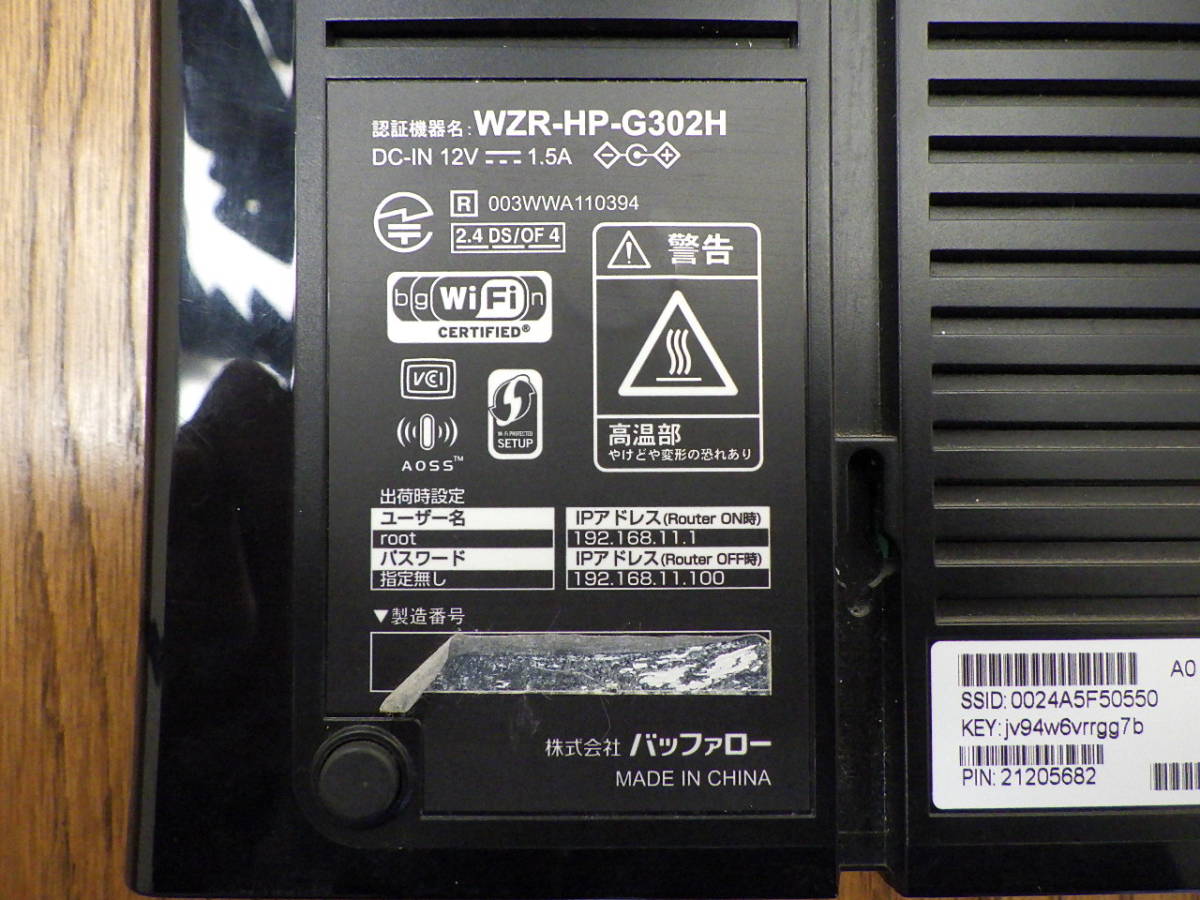 認証機器名：WZR-HP-G302H
DC-IN 12V 1.5A
R 003WWA110394
2.4 DS/OF 4
b g WiFi n
CERTIFIED®
警告
VCCI
Wi-Fi PROTECTED
SETUP
AOSS™
高温部
やけどや変形の恐れあり
出荷時設定
ユーザー名
root
パスワード
指定無し
IPアドレス(Router ON時)
192.168.11.1
IPアドレス(Router OFF時)
192.168.11.100
▼製造番号
株式会社 バッファロー
MADE IN CHINA
A0
SSID: 0024A5F50550
KEY: jv94w6vrrgg7b
PIN: 21205682